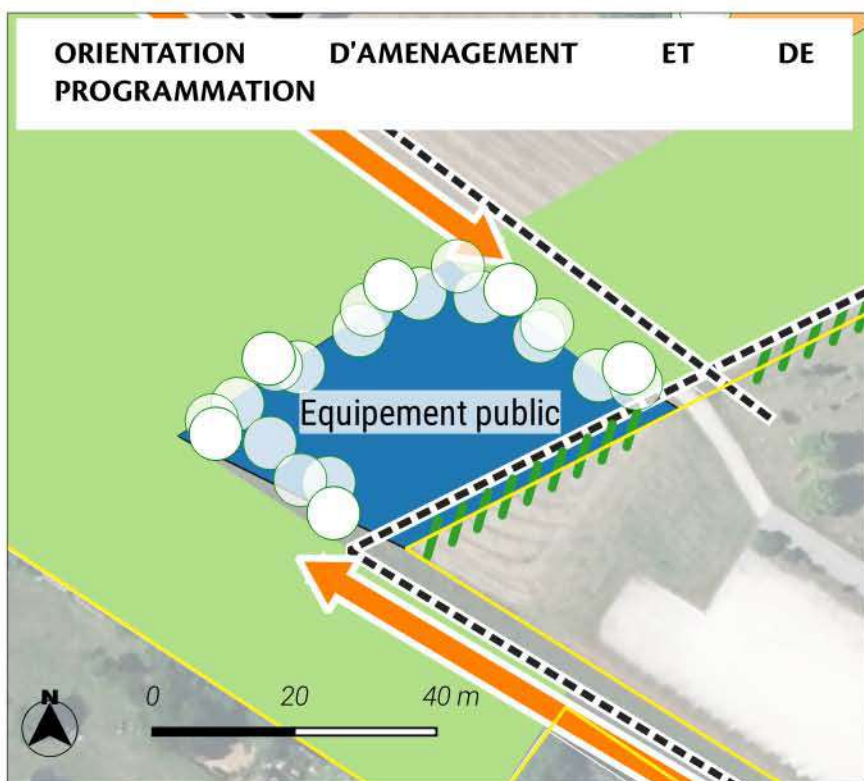 ORIENTATION D'AMENAGEMENT ET DE
PROGRAMMATION
Equipement public
N
0 20 40 m